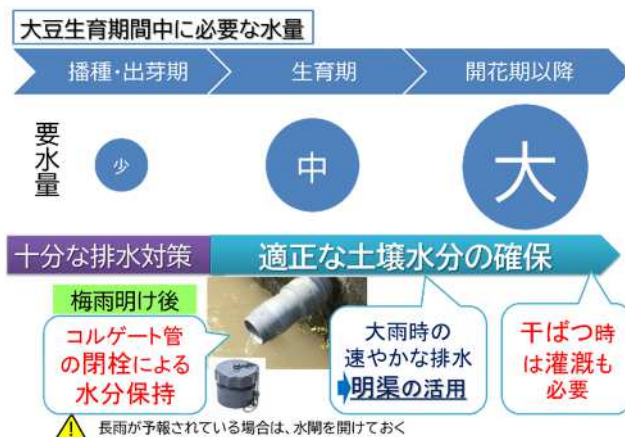 大豆生育期間中に必要な水量
播種・出芽期
生育期
開花期以降
要水量
少
中
大
十分な排水対策
適正な土壌水分の確保
梅雨明け後
コルゲート管
の閉栓による
水分保持
大雨時の
速やかな排水
➡明渠の活用
干ばつ時
は灌漑も
必要
長雨が予報されている場合は、水閘を開けておく